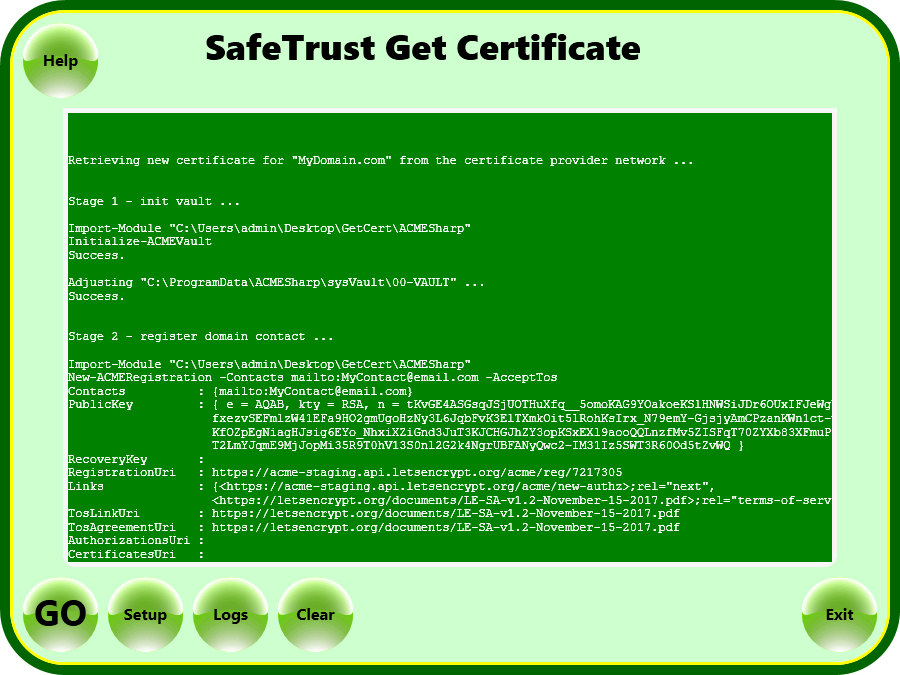 SafeTrust Get Certificate
Help
Retrieving new certificate for "MyDomain.com" from the certificate provider network ...
Stage 1 - init vault ...
Import-Module "C:\Users\admin\Desktop\GetCert\ACMESharp"
Initialize-ACMEVault
Success.
Adjusting "C:\ProgramData\ACMESharp\sysVault\00-VAULT" ...
Success.
Stage 2 - register domain contact ...
Import-Module "C:\Users\admin\Desktop\GetCert\ACMESharp"
New-ACMERegistration -Contacts mailto:MyContact@email.com -AcceptTos
Contacts : {mailto:MyContact@email.com}
PublicKey : { e = AQAB, kty = RSA, n =
RecoveryKey :
RegistrationUri : https://acme-staging.api.letsencrypt.org/acme/reg/7217305
Links : {<https://acme-staging.api.letsencrypt.org/acme/new-authz>;rel="next",
<https://letsencrypt.org/documents/LE-SA-v1.2-November-15-2017.pdf>;rel="terms-of-serv
TosLinkUri : https://letsencrypt.org/documents/LE-SA-v1.2-November-15-2017.pdf
TosAgreementUri : https://letsencrypt.org/documents/LE-SA-v1.2-November-15-2017.pdf
AuthorizationsUri :
CertificatesUri :
GO
Setup
Logs
Clear
Exit